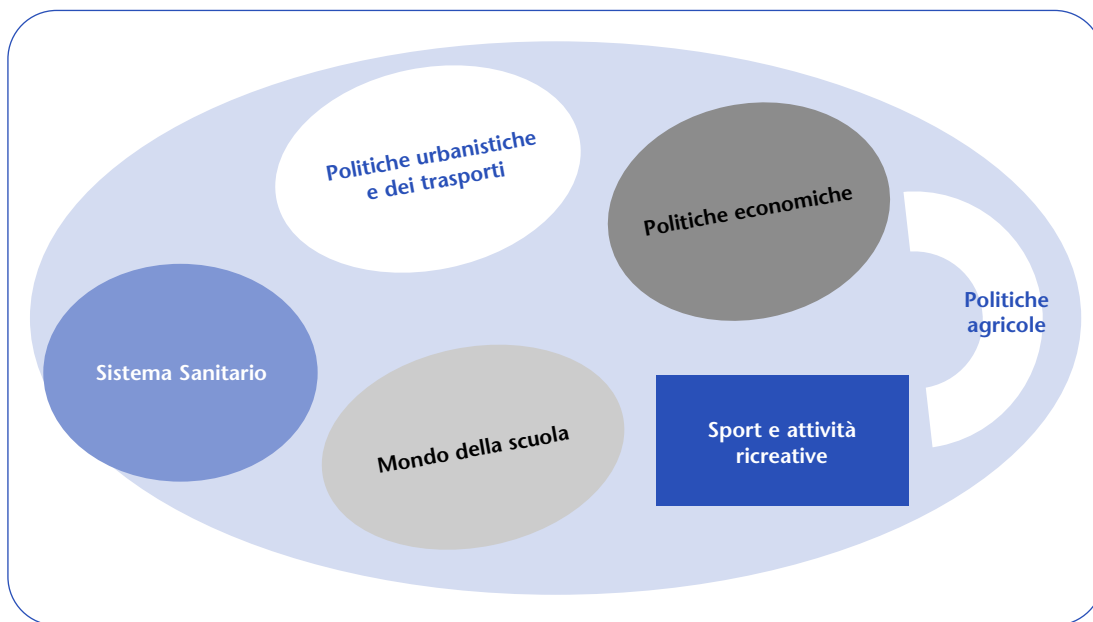 Politiche urbanistiche
e dei trasporti
Politiche economiche
Politiche
agricole
Sistema Sanitario
Mondo della scuola
Sport e attività
ricreative